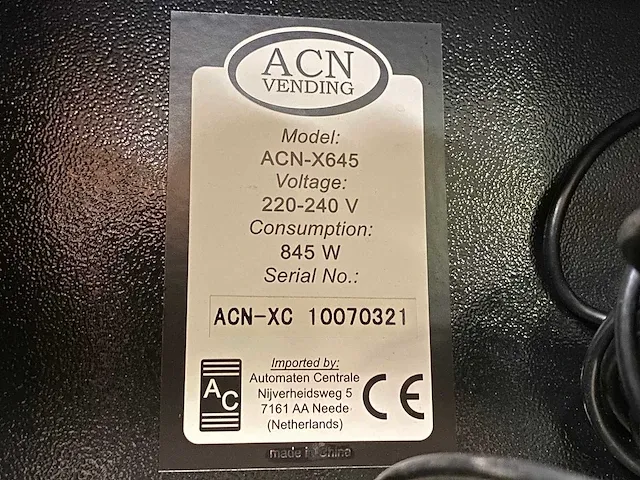 ACN
VENDING
Model:
ACN-X645
Voltage:
220-240 V
Consumption:
845 W
Serial No.:
ACN-XC 10070321
Imported by:
AC
Automaten Centrale
Nijverheidsweg 5
7161 AA Neede
(Netherlands)
CE
made in China